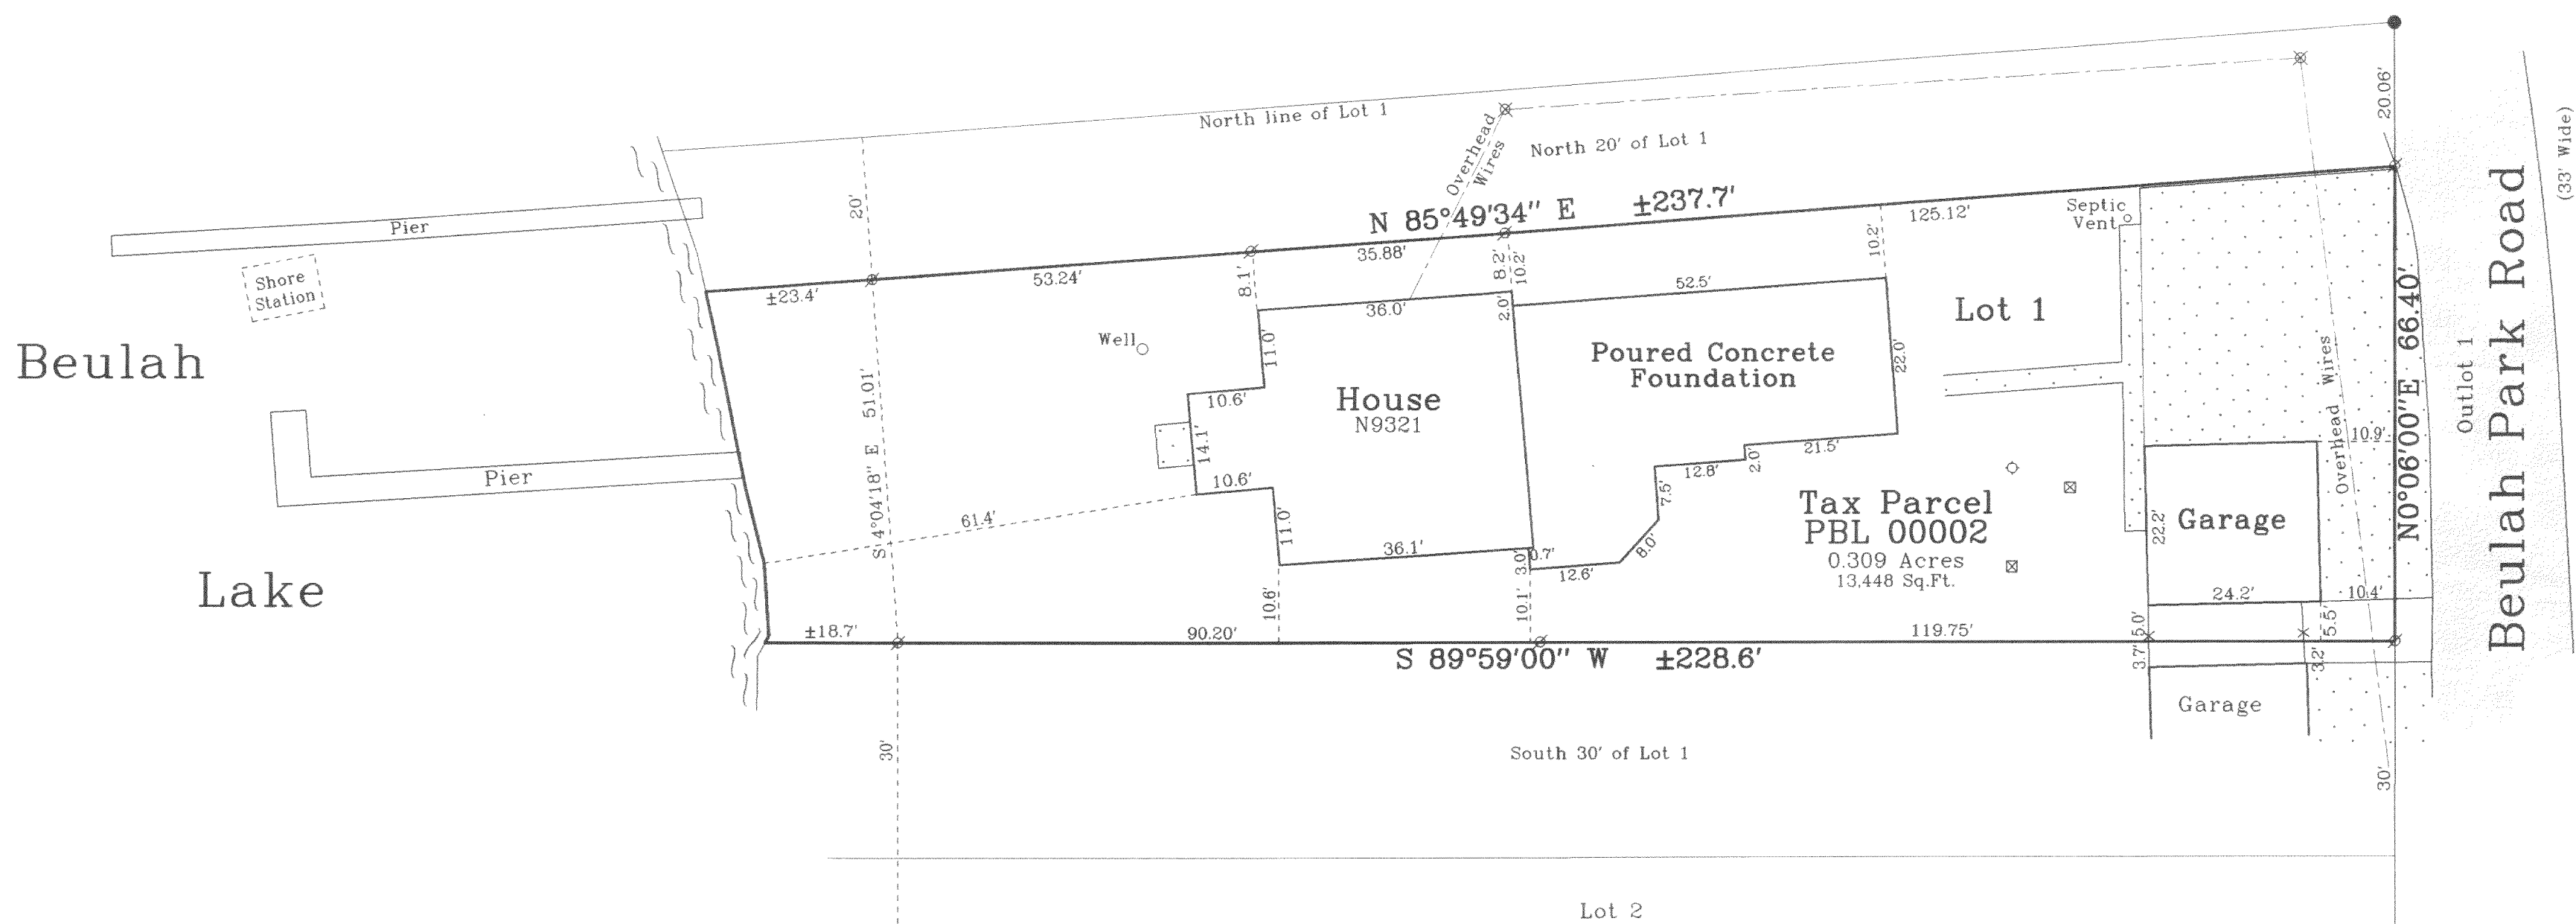 20.06'
(33' Wide)
North line of Lot 1
Overhead
Wires
North 20' of Lot 1
20'
Pier
N 85°49'34" E ±237.7'
125.12'
Septic
Vent
Shore
Station
±23.4'
53.24'
35.88'
8.1'
8.2'
10.2'
10.2'
52.5'
36.0'
2.0'
Lot 1
Well
11.0'
Beulah
51.01'
S 4°04'18" E
Poured Concrete
Foundation
22.0'
Overhead Wires
N0°06'00"E 66.40'
Outlot 1
Beulah Park Road
10.6'
House
N9321
14.1'
10.9'
21.5'
2.0'
12.8'
Pier
10.6'
7.5'
61.4'
11.0'
Tax Parcel
PBL 00002
0.309 Acres
13,448 Sq.Ft.
22.2'
Garage
36.1'
0.7'
3.0'
8.0'
12.6'
Lake
24.2'
10.4'
10.6'
10.1'
5.0'
5.5'
±18.7'
90.20'
119.75'
S 89°59'00" W ±228.6'
3.7'
3.2'
Garage
30'
South 30' of Lot 1
30'
Lot 2